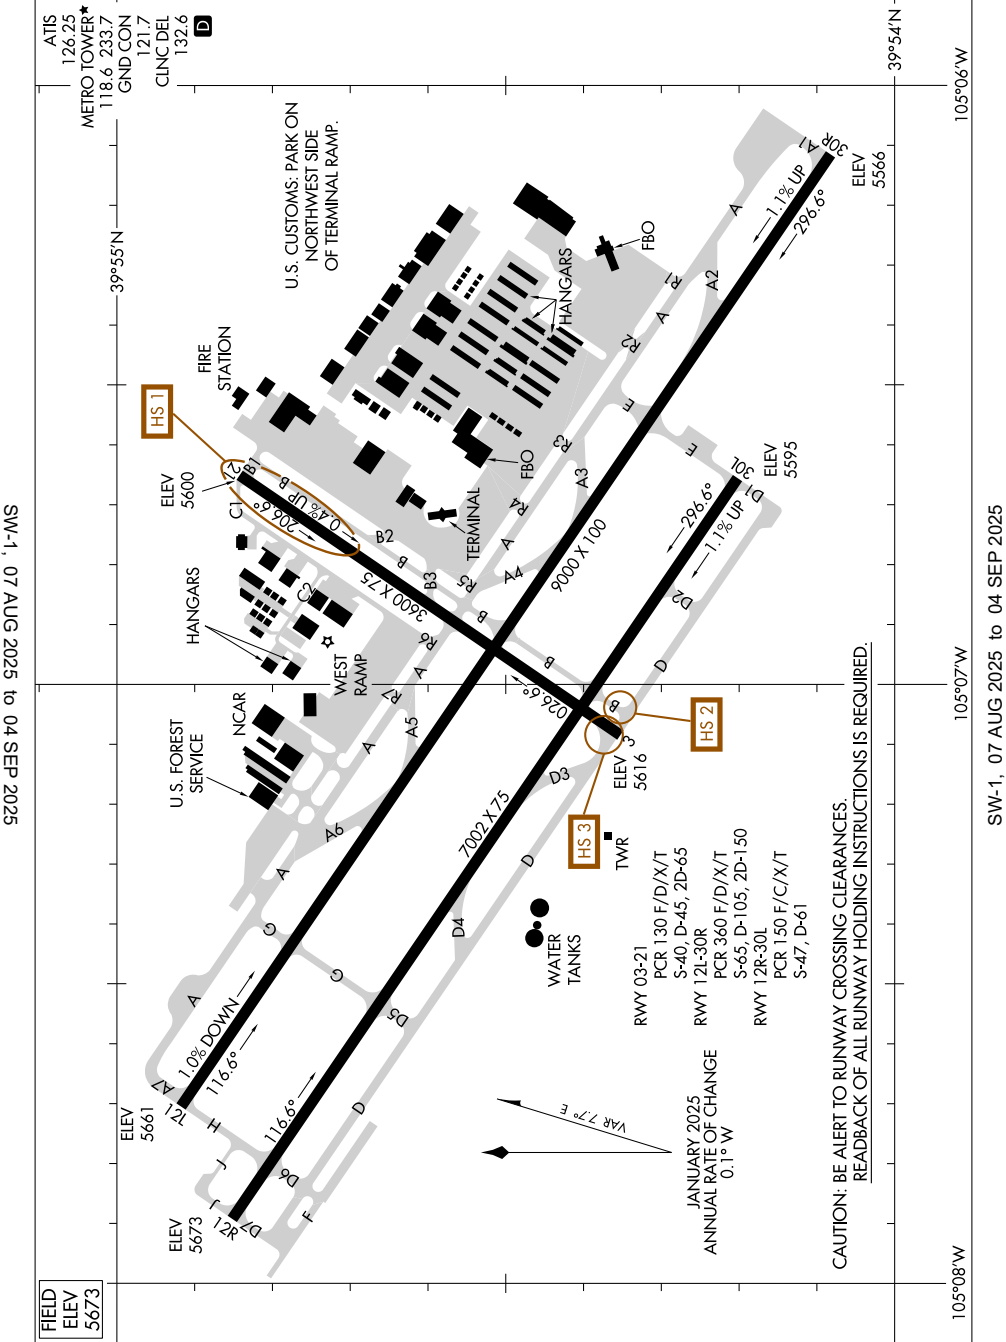 ATIS
126.25
METRO TOWER★
118.6 233.7
GND CON
121.7
CLNC DEL
132.6
D
FIELD
ELEV
5673
39°55'N
39°54'N
105°06'W
105°07'W
105°08'W
U.S. CUSTOMS: PARK ON
NORTHWEST SIDE
OF TERMINAL RAMP.
FIRE
STATION
HS 1
ELEV
5600
21
B1
B
C1
206.6°
0.4% UP
C2
HANGARS
B2
B
B3
3600 X 75
TERMINAL
FBO
HANGARS
FBO
R1
R2
R3
R4
R5
R6
R7
A
A1
30R
ELEV
5566
1.1% UP
296.6°
A2
A
E
E
A3
A
A4
9000 X 100
ELEV
5595
30L
D1
296.6°
1.1% UP
D2
D
B
B
026.6°
B
HS 2
3
ELEV
5616
HS 3
TWR
WEST
RAMP
NCAR
U.S. FOREST
SERVICE
A
A5
A
A6
A
G
G
A
7002 X 75
D3
D
D4
D5
D
WATER
TANKS
1.0% DOWN
116.6°
A7
12L
ELEV
5661
H
J
J
116.6°
12R
D7
D6
F
ELEV
5673
RWY 03-21
PCR 130 F/D/X/T
S-40, D-45, 2D-65
RWY 12L-30R
PCR 360 F/D/X/T
S-65, D-105, 2D-150
RWY 12R-30L
PCR 150 F/C/X/T
S-47, D-61
VAR 7.7° E
JANUARY 2025
ANNUAL RATE OF CHANGE
0.1° W
CAUTION: BE ALERT TO RUNWAY CROSSING CLEARANCES.
READBACK OF ALL RUNWAY HOLDING INSTRUCTIONS IS REQUIRED.
SW-1, 07 AUG 2025 to 04 SEP 2025
SW-1, 07 AUG 2025 to 04 SEP 2025